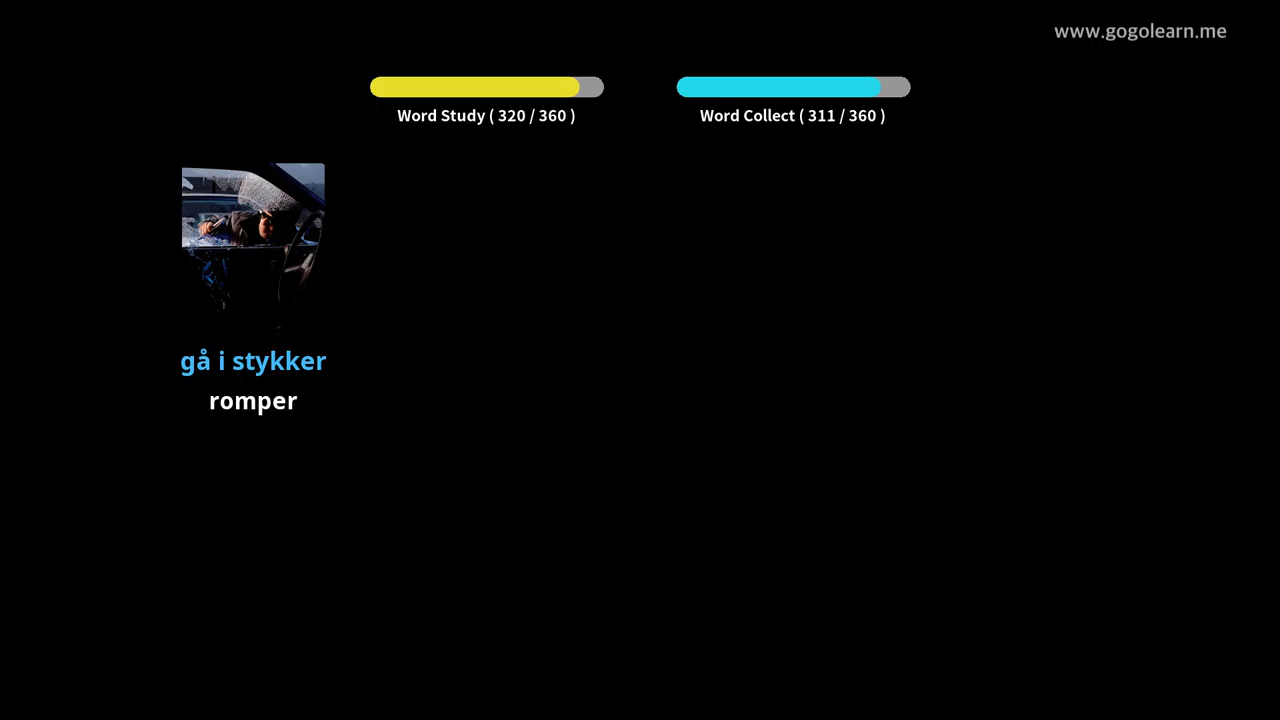 www.gogolearn.me
Word Study ( 320 / 360 )
Word Collect ( 311 / 360 )
gå i stykker
romper